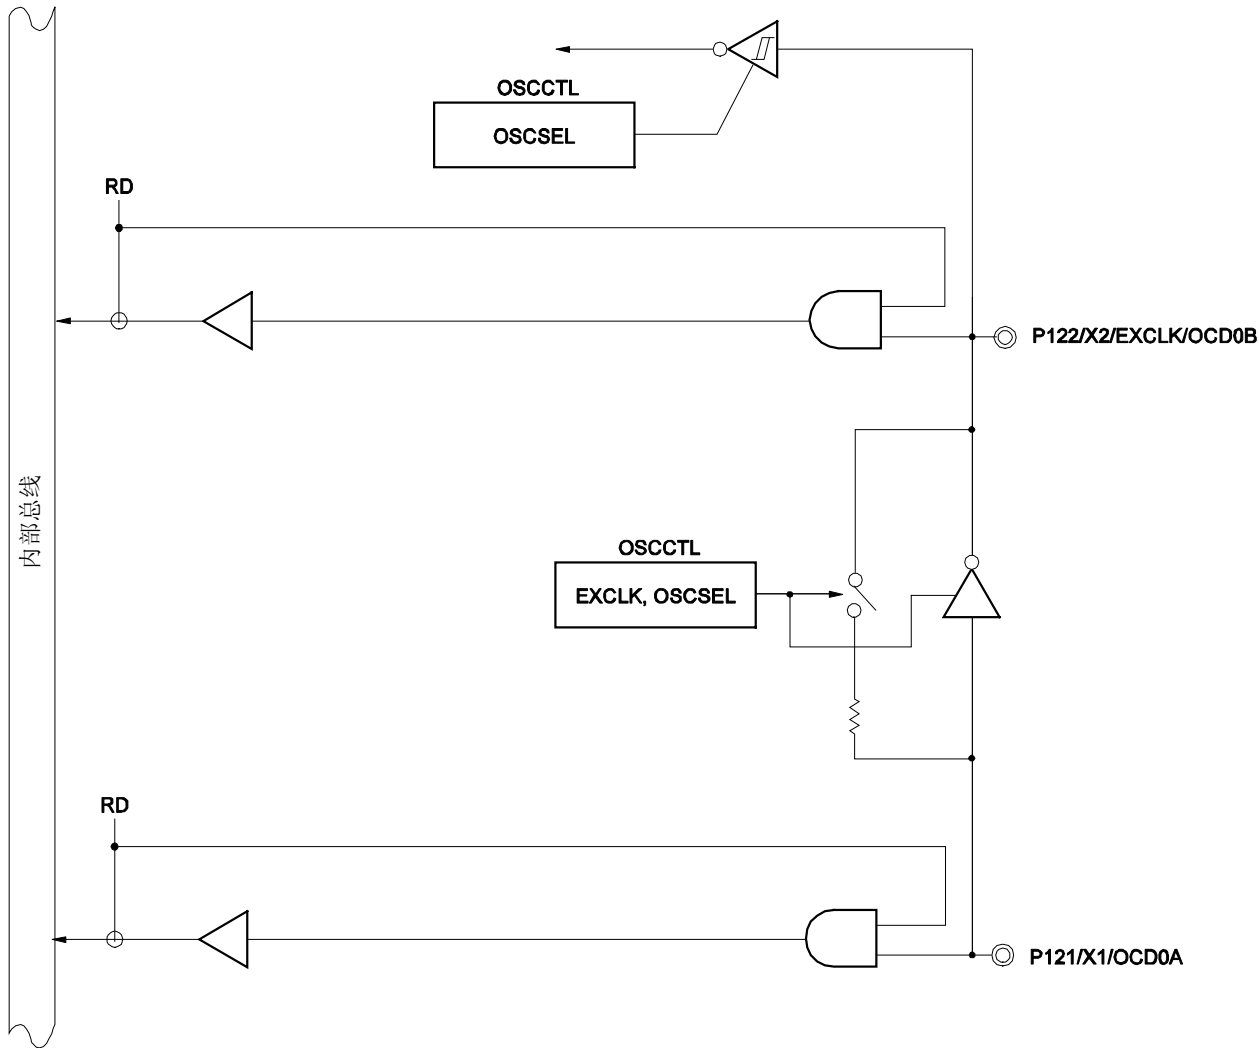 OSCCTL
OSCSEL
RD
P122/X2/EXCLK/OCD0B
内部总线
OSCCTL
EXCLK, OSCSEL
RD
P121/X1/OCD0A